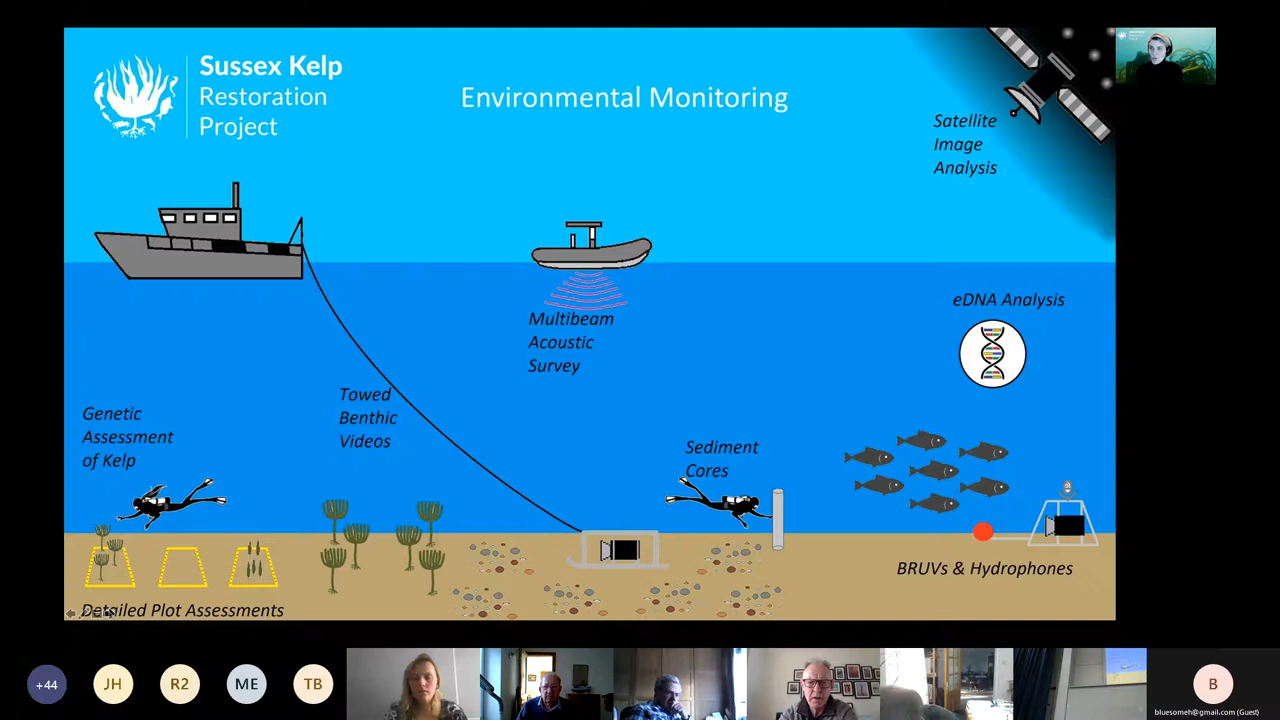 Sussex Kelp
Restoration
Project
Environmental Monitoring
Satellite
Image
Analysis
Multibeam
Acoustic
Survey
eDNA Analysis
Genetic
Assessment
of Kelp
Towed
Benthic
Videos
Sediment
Cores
BRUVs & Hydrophones
Detailed Plot Assessments
+44
JH
R2
ME
TB
B
bluesomeh@gmail.com (Guest)